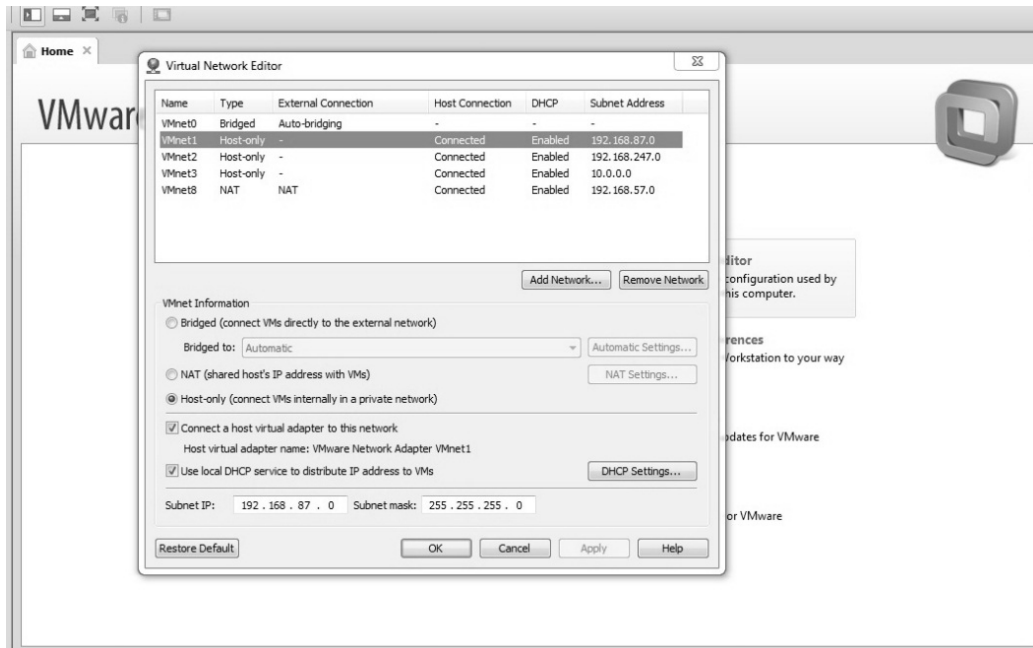 Home
VMwar
Virtual Network Editor
Name Type External Connection Host Connection DHCP Subnet Address
VMnet0 Bridged Auto-bridging - - -
VMnet1 Host-only - Connected Enabled 192.168.87.0
VMnet2 Host-only - Connected Enabled 192.168.247.0
VMnet3 Host-only - Connected Enabled 10.0.0.0
VMnet8 NAT NAT Connected Enabled 192.168.57.0
Add Network... Remove Network
VMnet Information
Bridged (connect VMs directly to the external network)
Bridged to: Automatic Automatic Settings...
NAT (shared host's IP address with VMs) NAT Settings...
Host-only (connect VMs internally in a private network)
Connect a host virtual adapter to this network
Host virtual adapter name: VMware Network Adapter VMnet1
Use local DHCP service to distribute IP address to VMs DHCP Settings...
Subnet IP: 192 . 168 . 87 . 0 Subnet mask: 255 . 255 . 255 . 0
Restore Default OK Cancel Apply Help
ditor
configuration used by
his computer.
rences
Workstation to your way
pdates for VMware
or VMware